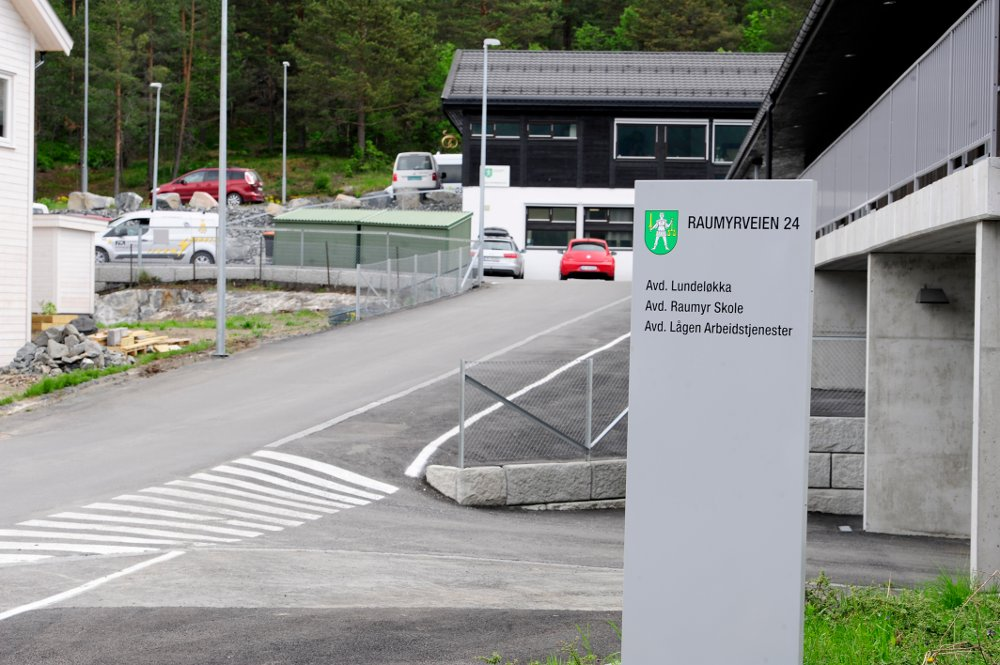 RAUMYRVEIEN 24
Avd. Lundeløkka
Avd. Raumyr Skole
Avd. Lågen Arbeidstjenester